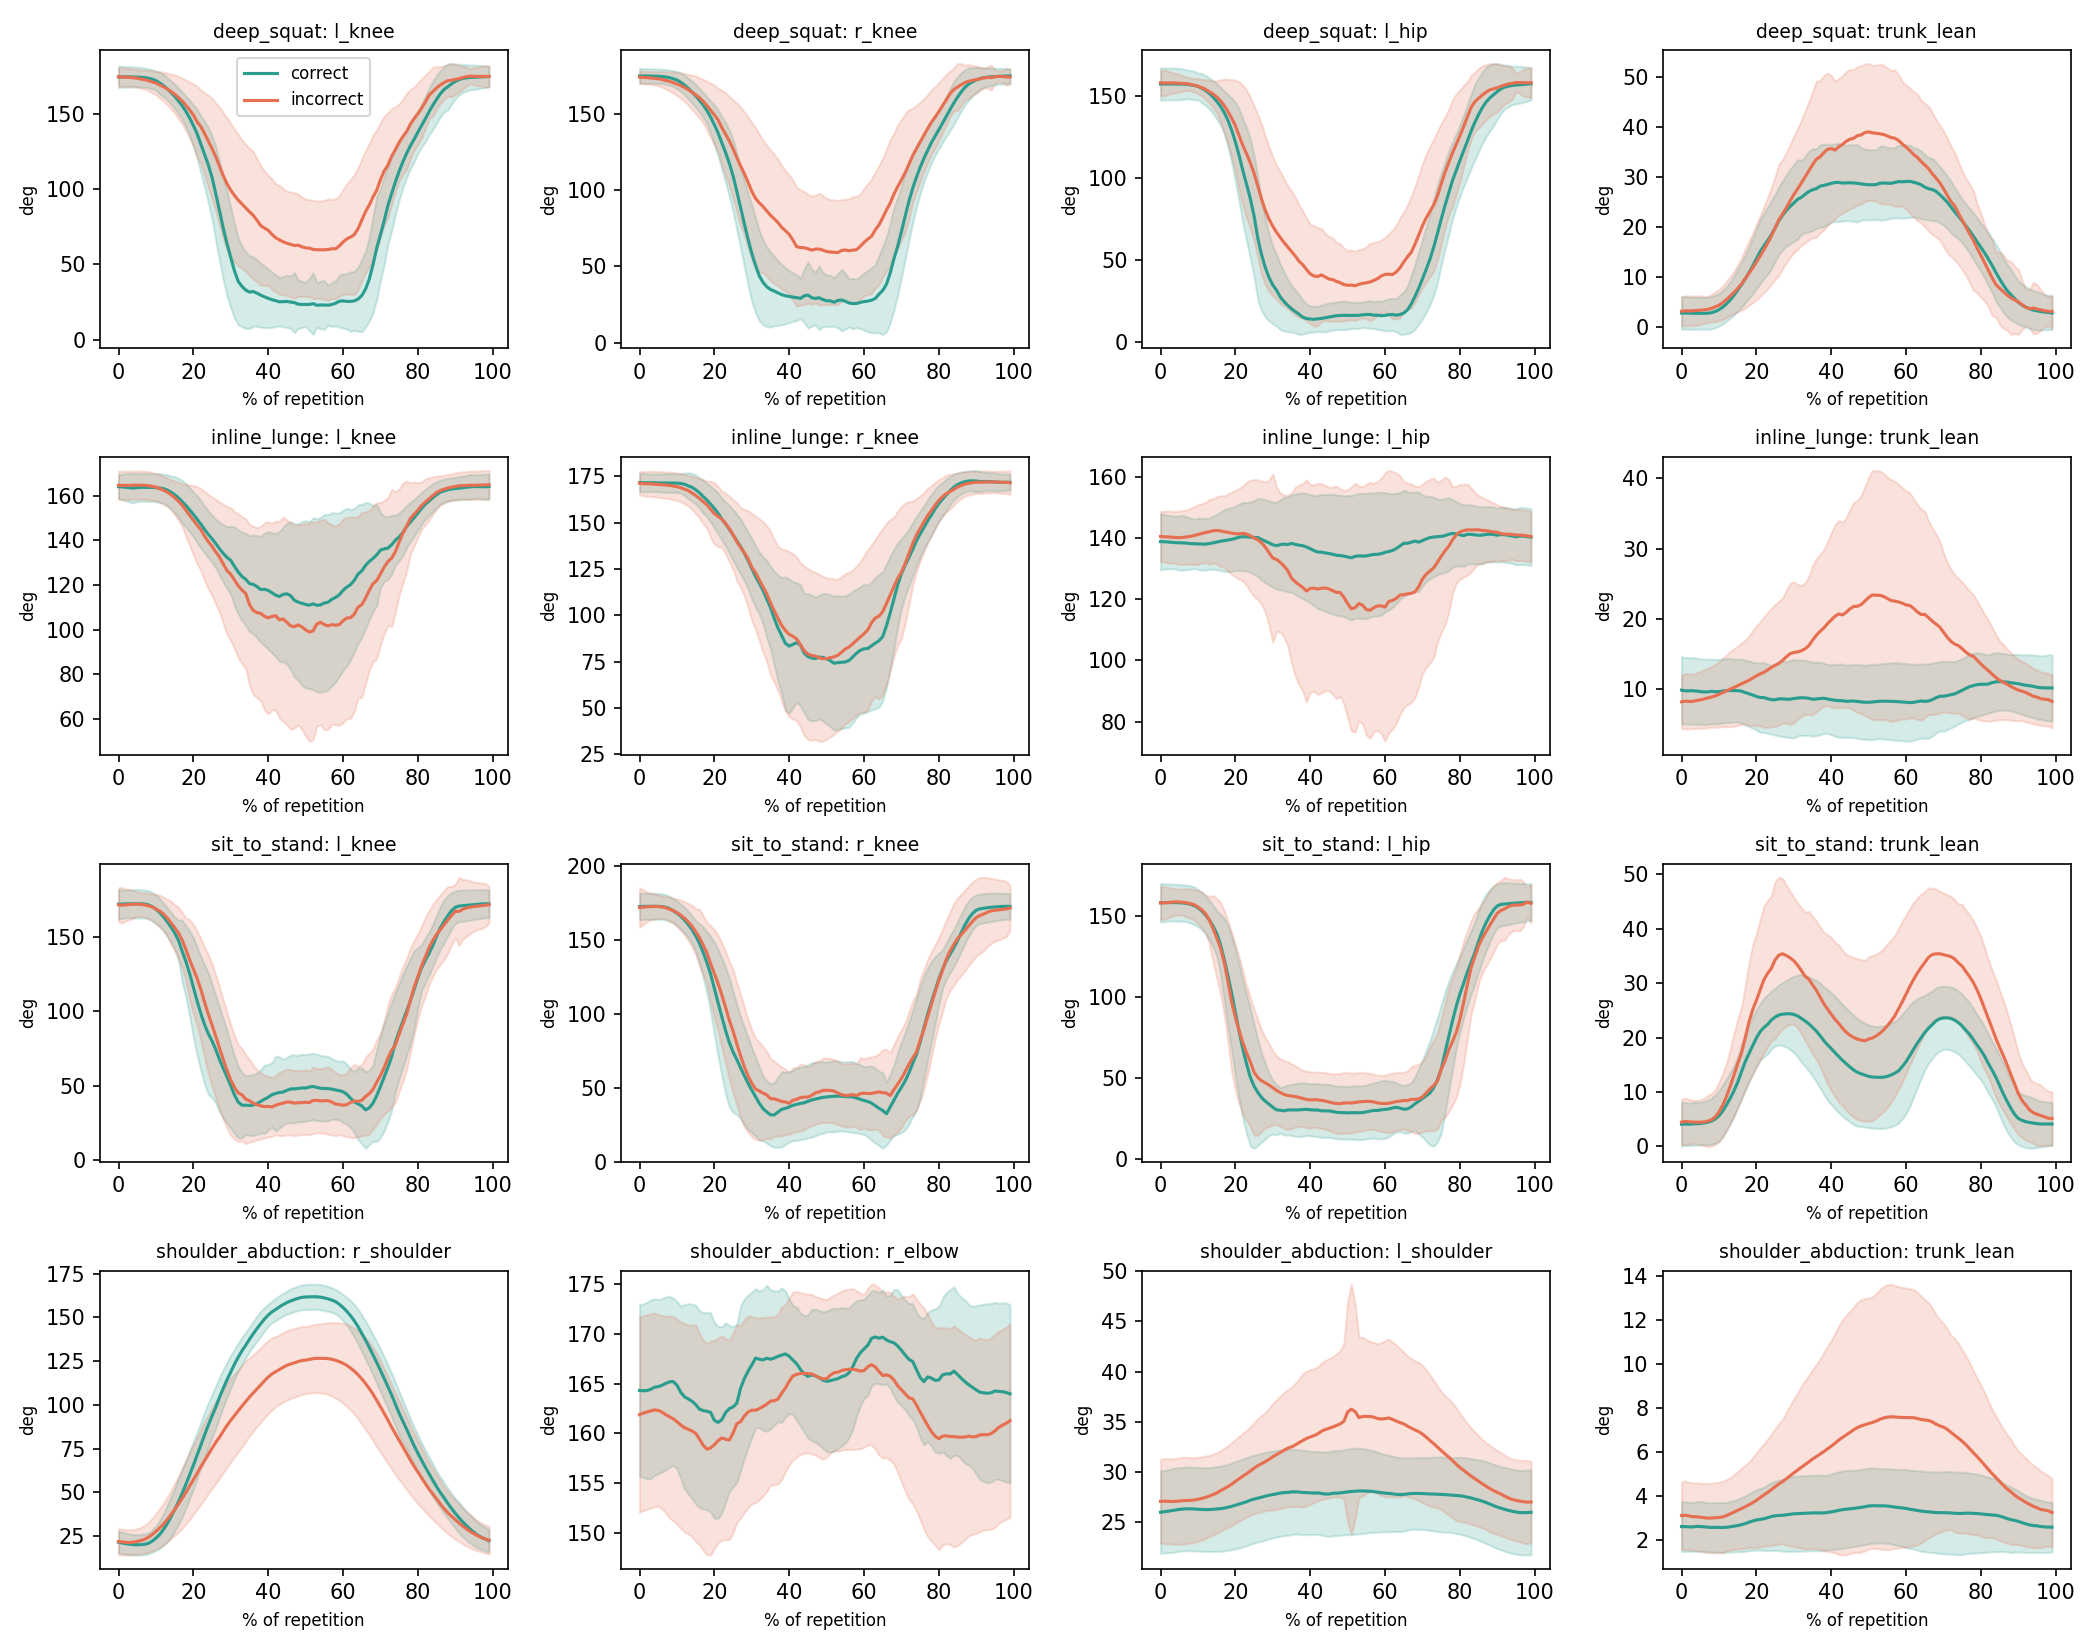 deep_squat: l_knee
deep_squat: r_knee
deep_squat: l_hip
deep_squat: trunk_lean
correct
incorrect
deg
150
100
50
0
0 20 40 60 80 100
% of repetition
deg
150
100
50
0
0 20 40 60 80 100
% of repetition
deg
150
100
50
0
0 20 40 60 80 100
% of repetition
deg
50
40
30
20
10
0
0 20 40 60 80 100
% of repetition
inline_lunge: l_knee
inline_lunge: r_knee
inline_lunge: l_hip
inline_lunge: trunk_lean
deg
160
140
120
100
80
60
0 20 40 60 80 100
% of repetition
deg
175
150
125
100
75
50
25
0 20 40 60 80 100
% of repetition
deg
160
140
120
100
80
0 20 40 60 80 100
% of repetition
deg
40
30
20
10
0 20 40 60 80 100
% of repetition
sit_to_stand: l_knee
sit_to_stand: r_knee
sit_to_stand: l_hip
sit_to_stand: trunk_lean
deg
150
100
50
0
0 20 40 60 80 100
% of repetition
deg
200
150
100
50
0
0 20 40 60 80 100
% of repetition
deg
150
100
50
0
0 20 40 60 80 100
% of repetition
deg
50
40
30
20
10
0
0 20 40 60 80 100
% of repetition
shoulder_abduction: r_shoulder
shoulder_abduction: r_elbow
shoulder_abduction: l_shoulder
shoulder_abduction: trunk_lean
deg
175
150
125
100
75
50
25
0 20 40 60 80 100
% of repetition
deg
175
170
165
160
155
150
0 20 40 60 80 100
% of repetition
deg
50
45
40
35
30
25
0 20 40 60 80 100
% of repetition
deg
14
12
10
8
6
4
2
0 20 40 60 80 100
% of repetition